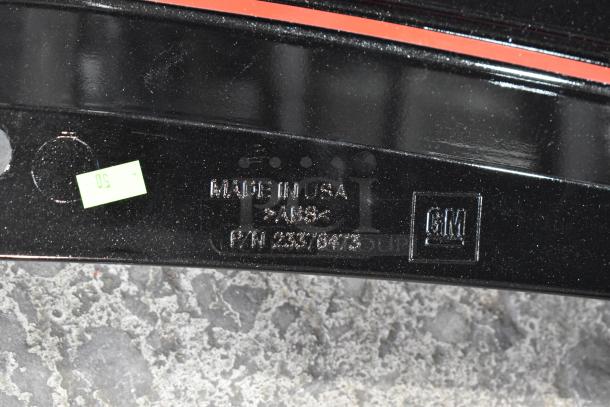 MADE IN USA
>ABS<
P/N 23376473
GM